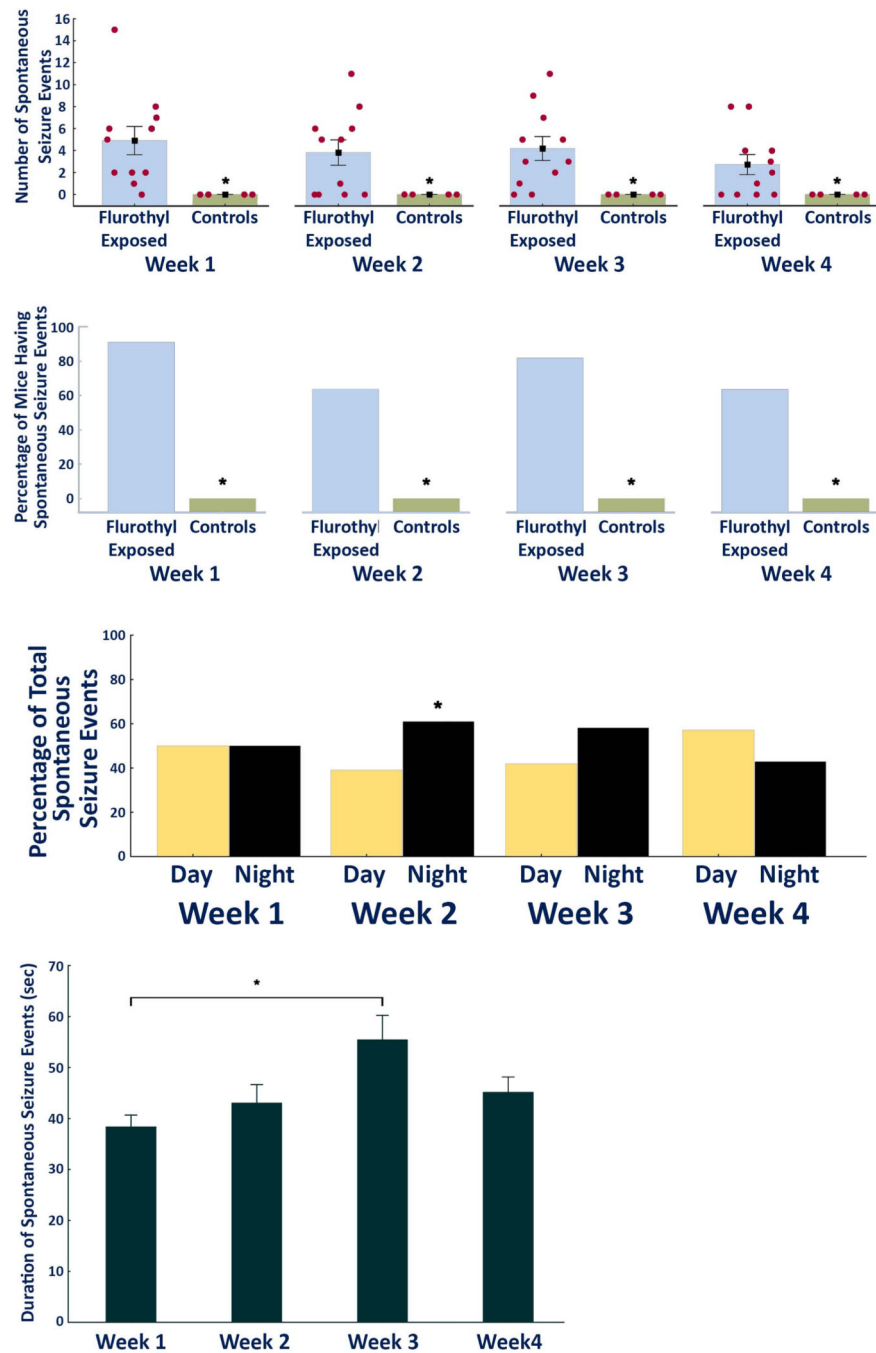 Number of Spontaneous
Seizure Events
16
14
12
10
8
6
4
2
0
*
*
*
*
Flurothyl
Exposed
Controls
Flurothyl
Exposed
Controls
Flurothyl
Exposed
Controls
Flurothyl
Exposed
Controls
Week 1
Week 2
Week 3
Week 4
Percentage of Mice Having
Spontaneous Seizure Events
100
80
60
40
20
0
*
*
*
*
Flurothyl
Exposed
Controls
Flurothyl
Exposed
Controls
Flurothyl
Exposed
Controls
Flurothyl
Exposed
Controls
Week 1
Week 2
Week 3
Week 4
Percentage of Total
Spontaneous
Seizure Events
100
80
60
40
20
0
*
Day Night
Day Night
Day Night
Day Night
Week 1
Week 2
Week 3
Week 4
Duration of Spontaneous Seizure Events (sec)
70
60
50
40
30
20
10
0
*
Week 1
Week 2
Week 3
Week4